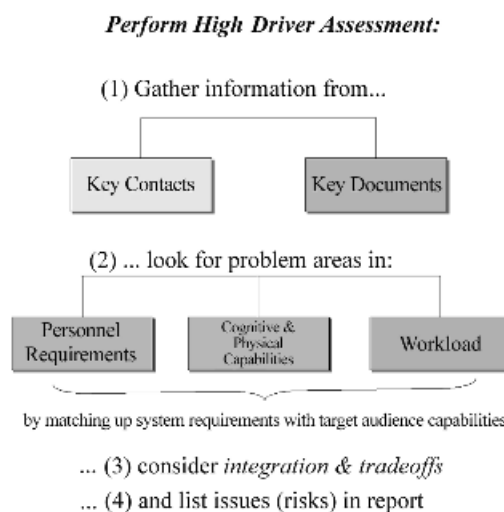 Perform High Driver Assessment:
(1) Gather information from...
Key Contacts
Key Documents
(2) ... look for problem areas in:
Personnel
Requirements
Cognitive &
Physical
Capabilities
Workload
by matching up system requirements with target audience capabilities
... (3) consider integration & tradeoffs
... (4) and list issues (risks) in report